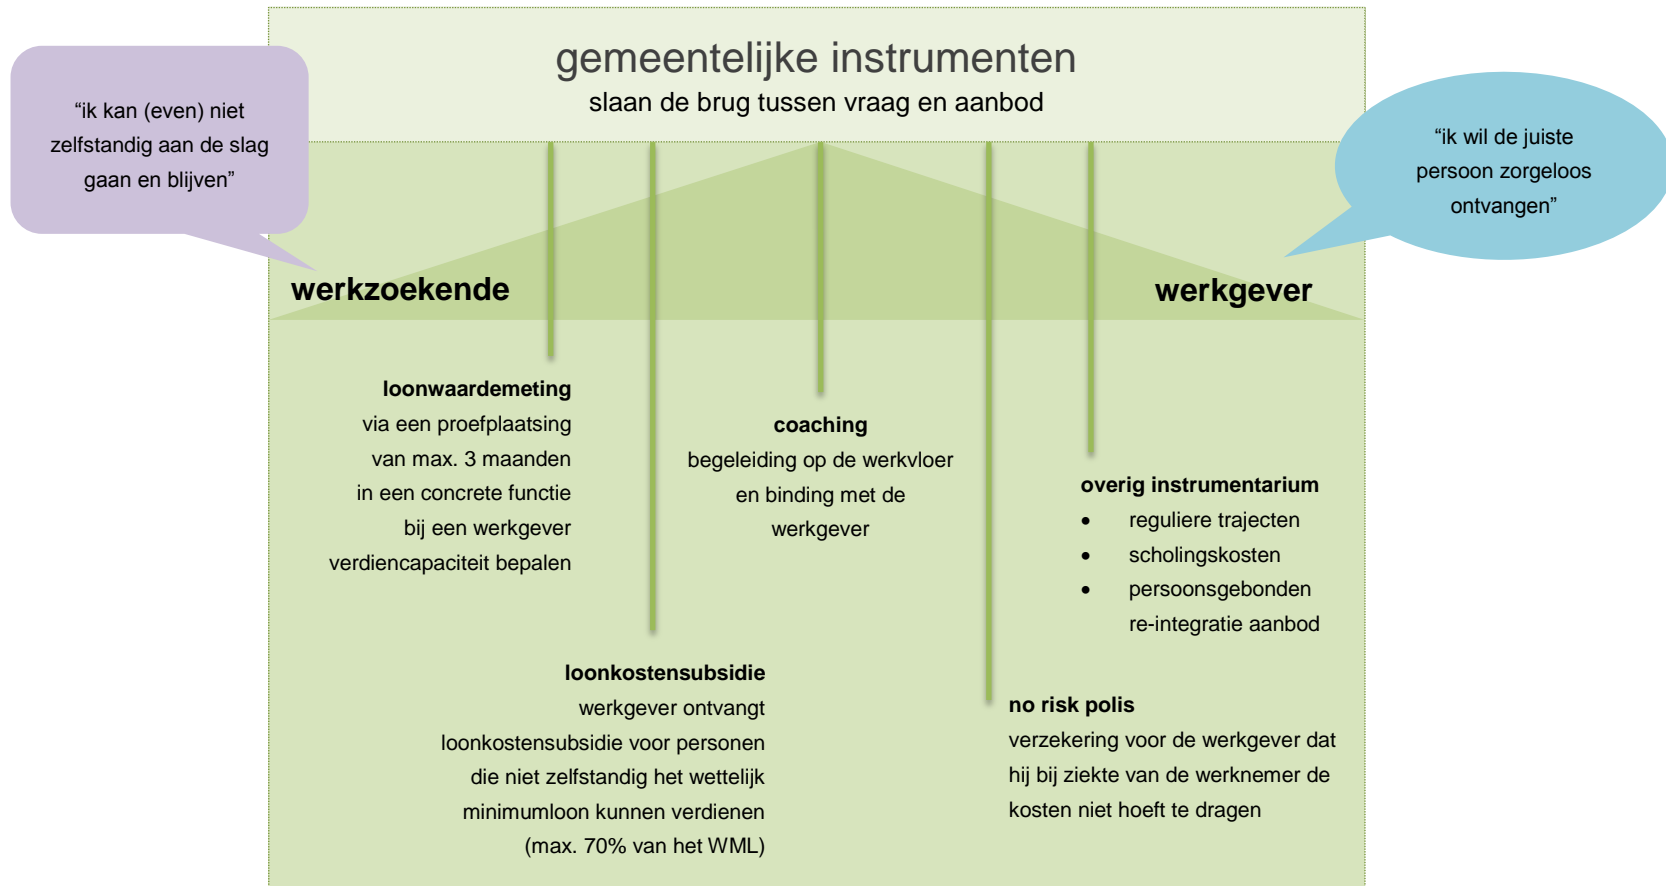 gemeentelijke instrumenten
slaan de brug tussen vraag en aanbod
“ik kan (even) niet
zelfstandig aan de slag
gaan en blijven”
“ik wil de juiste
persoon zorgeloos
ontvangen”
werkzoekende
werkgever
loonwaardemeting
via een proefplaatsing
van max. 3 maanden
in een concrete functie
bij een werkgever
verdiencapaciteit bepalen
coaching
begeleiding op de werkvloer
en binding met de
werkgever
overig instrumentarium
• reguliere trajecten
• scholingskosten
• persoonsgebonden
re-integratie aanbod
loonkostensubsidie
werkgever ontvangt
loonkostensubsidie voor personen
die niet zelfstandig het wettelijk
minimumloon kunnen verdienen
(max. 70% van het WML)
no risk polis
verzekering voor de werkgever dat
hij bij ziekte van de werknemer de
kosten niet hoeft te dragen